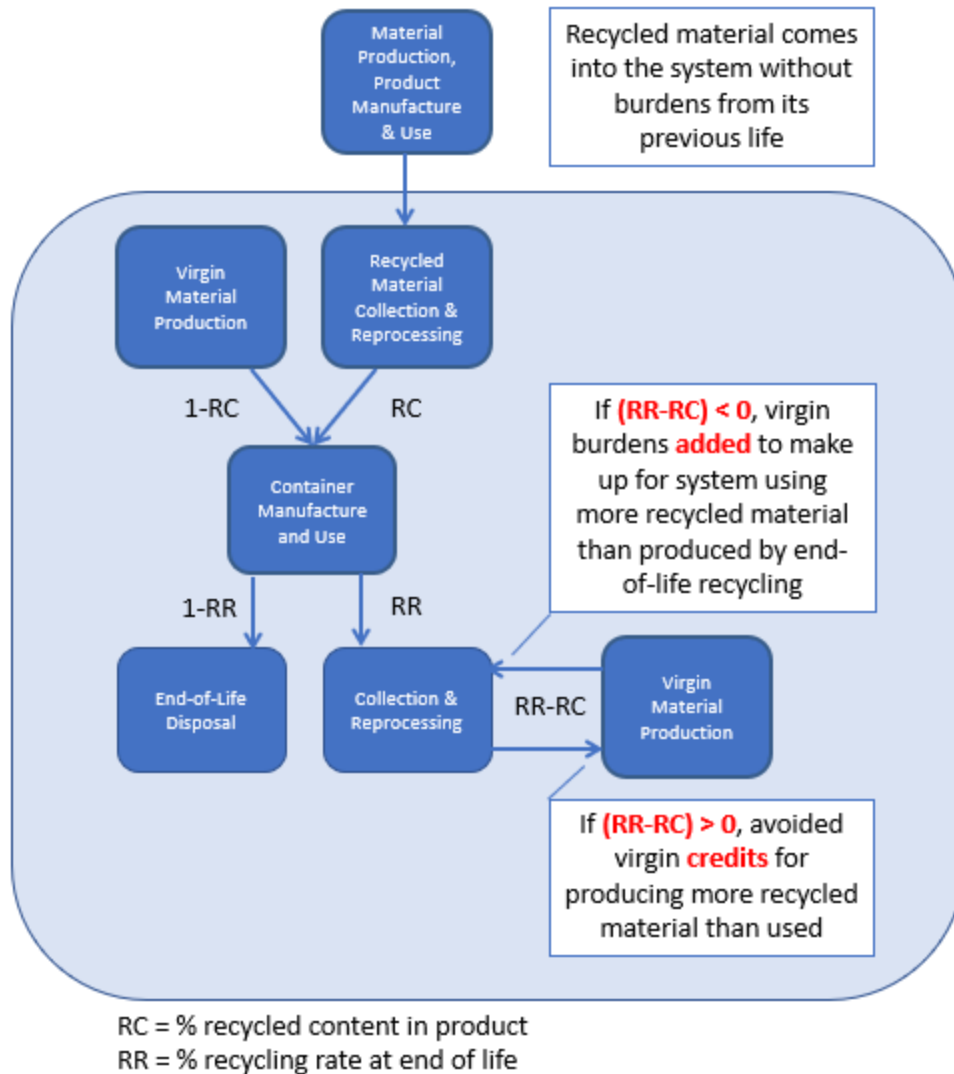 Material
Production,
Product
Manufacture
& Use
Recycled material comes
into the system without
burdens from its
previous life
Virgin
Material
Production
Recycled
Material
Collection &
Reprocessing
1-RC
RC
Container
Manufacture
and Use
If (RR-RC) < 0, virgin
burdens added to make
up for system using
more recycled material
than produced by end-
of-life recycling
1-RR
RR
End-of-Life
Disposal
Collection &
Reprocessing
RR-RC
Virgin
Material
Production
If (RR-RC) > 0, avoided
virgin credits for
producing more recycled
material than used
RC = % recycled content in product
RR = % recycling rate at end of life